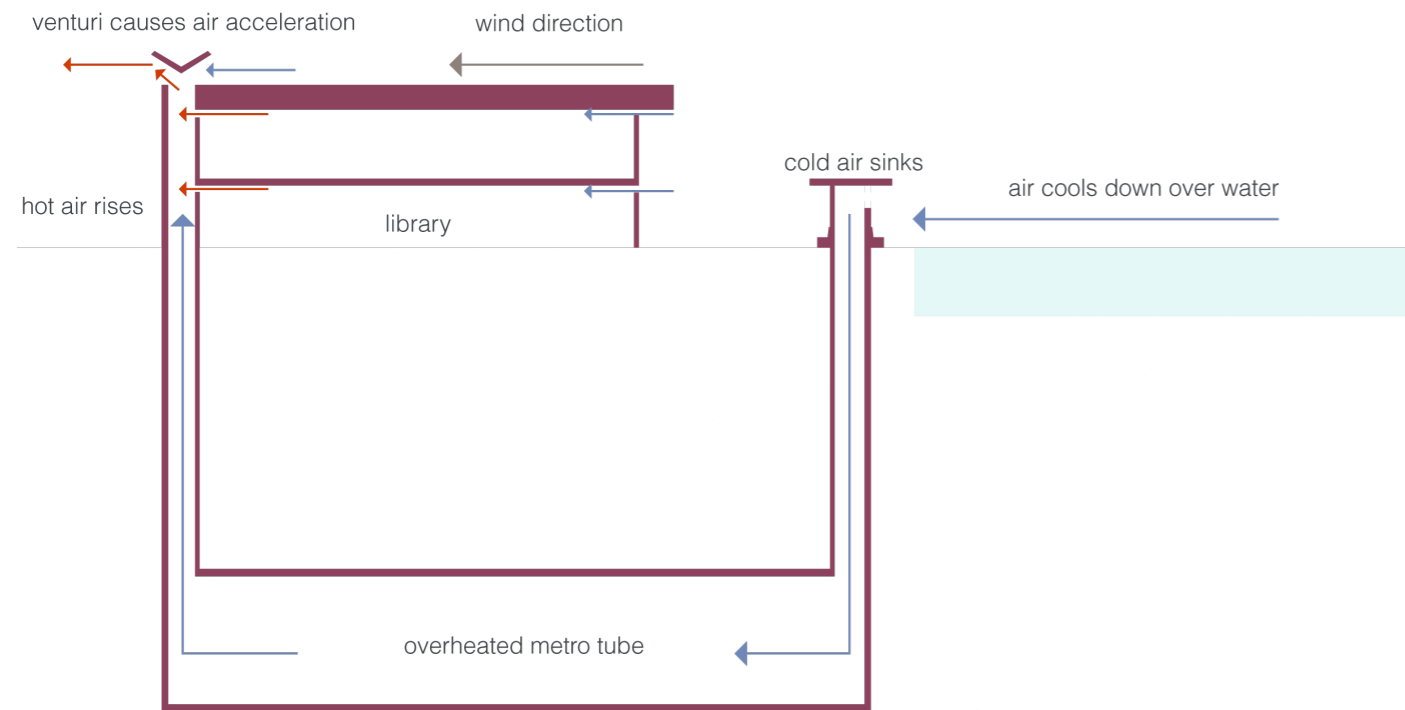 venturi causes air acceleration
wind direction
cold air sinks
air cools down over water
hot air rises
library
overheated metro tube